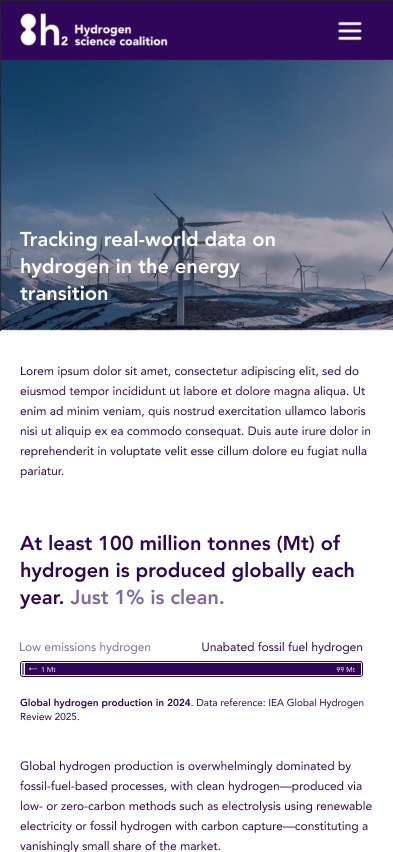 h2 Hydrogen
science coalition
Tracking real-world data on
hydrogen in the energy
transition
Lorem ipsum dolor sit amet, consectetur adipiscing elit, sed do
eiusmod tempor incididunt ut labore et dolore magna aliqua. Ut
enim ad minim veniam, quis nostrud exercitation ullamco laboris
nisi ut aliquip ex ea commodo consequat. Duis aute irure dolor in
reprehenderit in voluptate velit esse cillum dolore eu fugiat nulla
pariatur.
At least 100 million tonnes (Mt) of
hydrogen is produced globally each
year. Just 1% is clean.
Low emissions hydrogen Unabated fossil fuel hydrogen
← 1 Mt 99 Mt
Global hydrogen production in 2024. Data reference: IEA Global Hydrogen
Review 2025.
Global hydrogen production is overwhelmingly dominated by
fossil-fuel-based processes, with clean hydrogen—produced via
low- or zero-carbon methods such as electrolysis using renewable
electricity or fossil hydrogen with carbon capture—constituting a
vanishingly small share of the market.